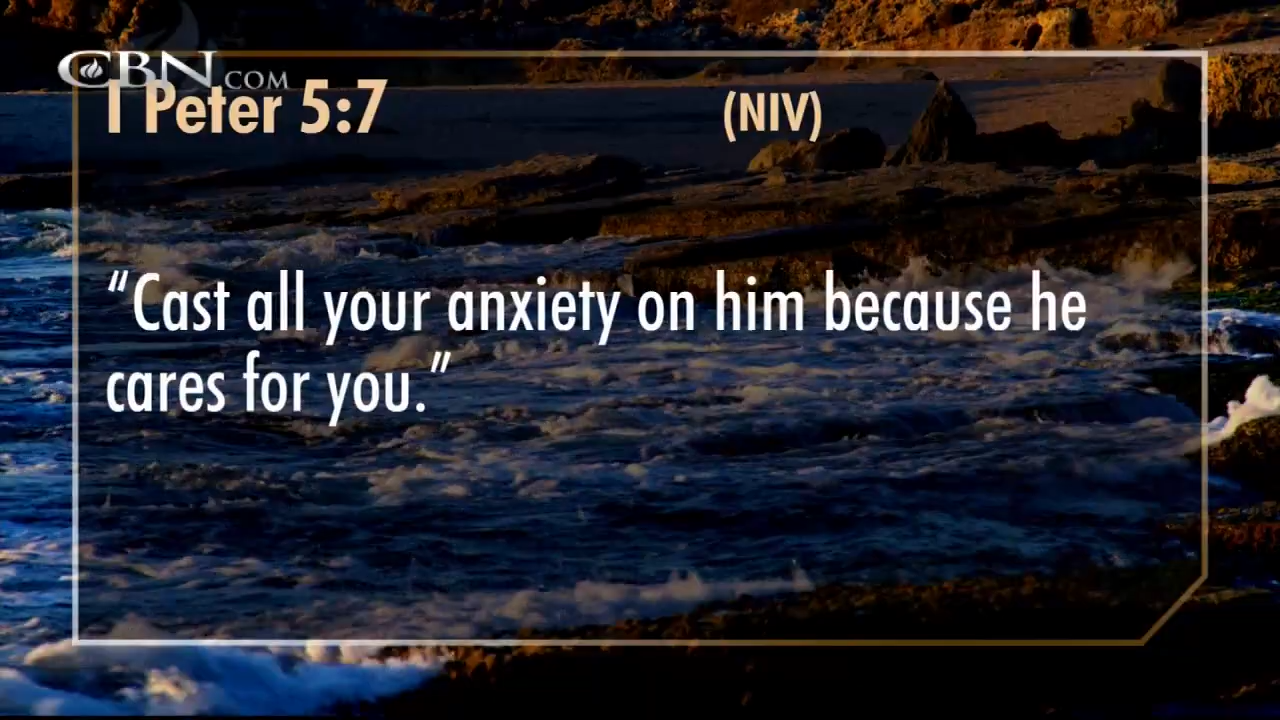 CBN.COM
I Peter 5:7 (NIV)
“Cast all your anxiety on him because he
cares for you.”